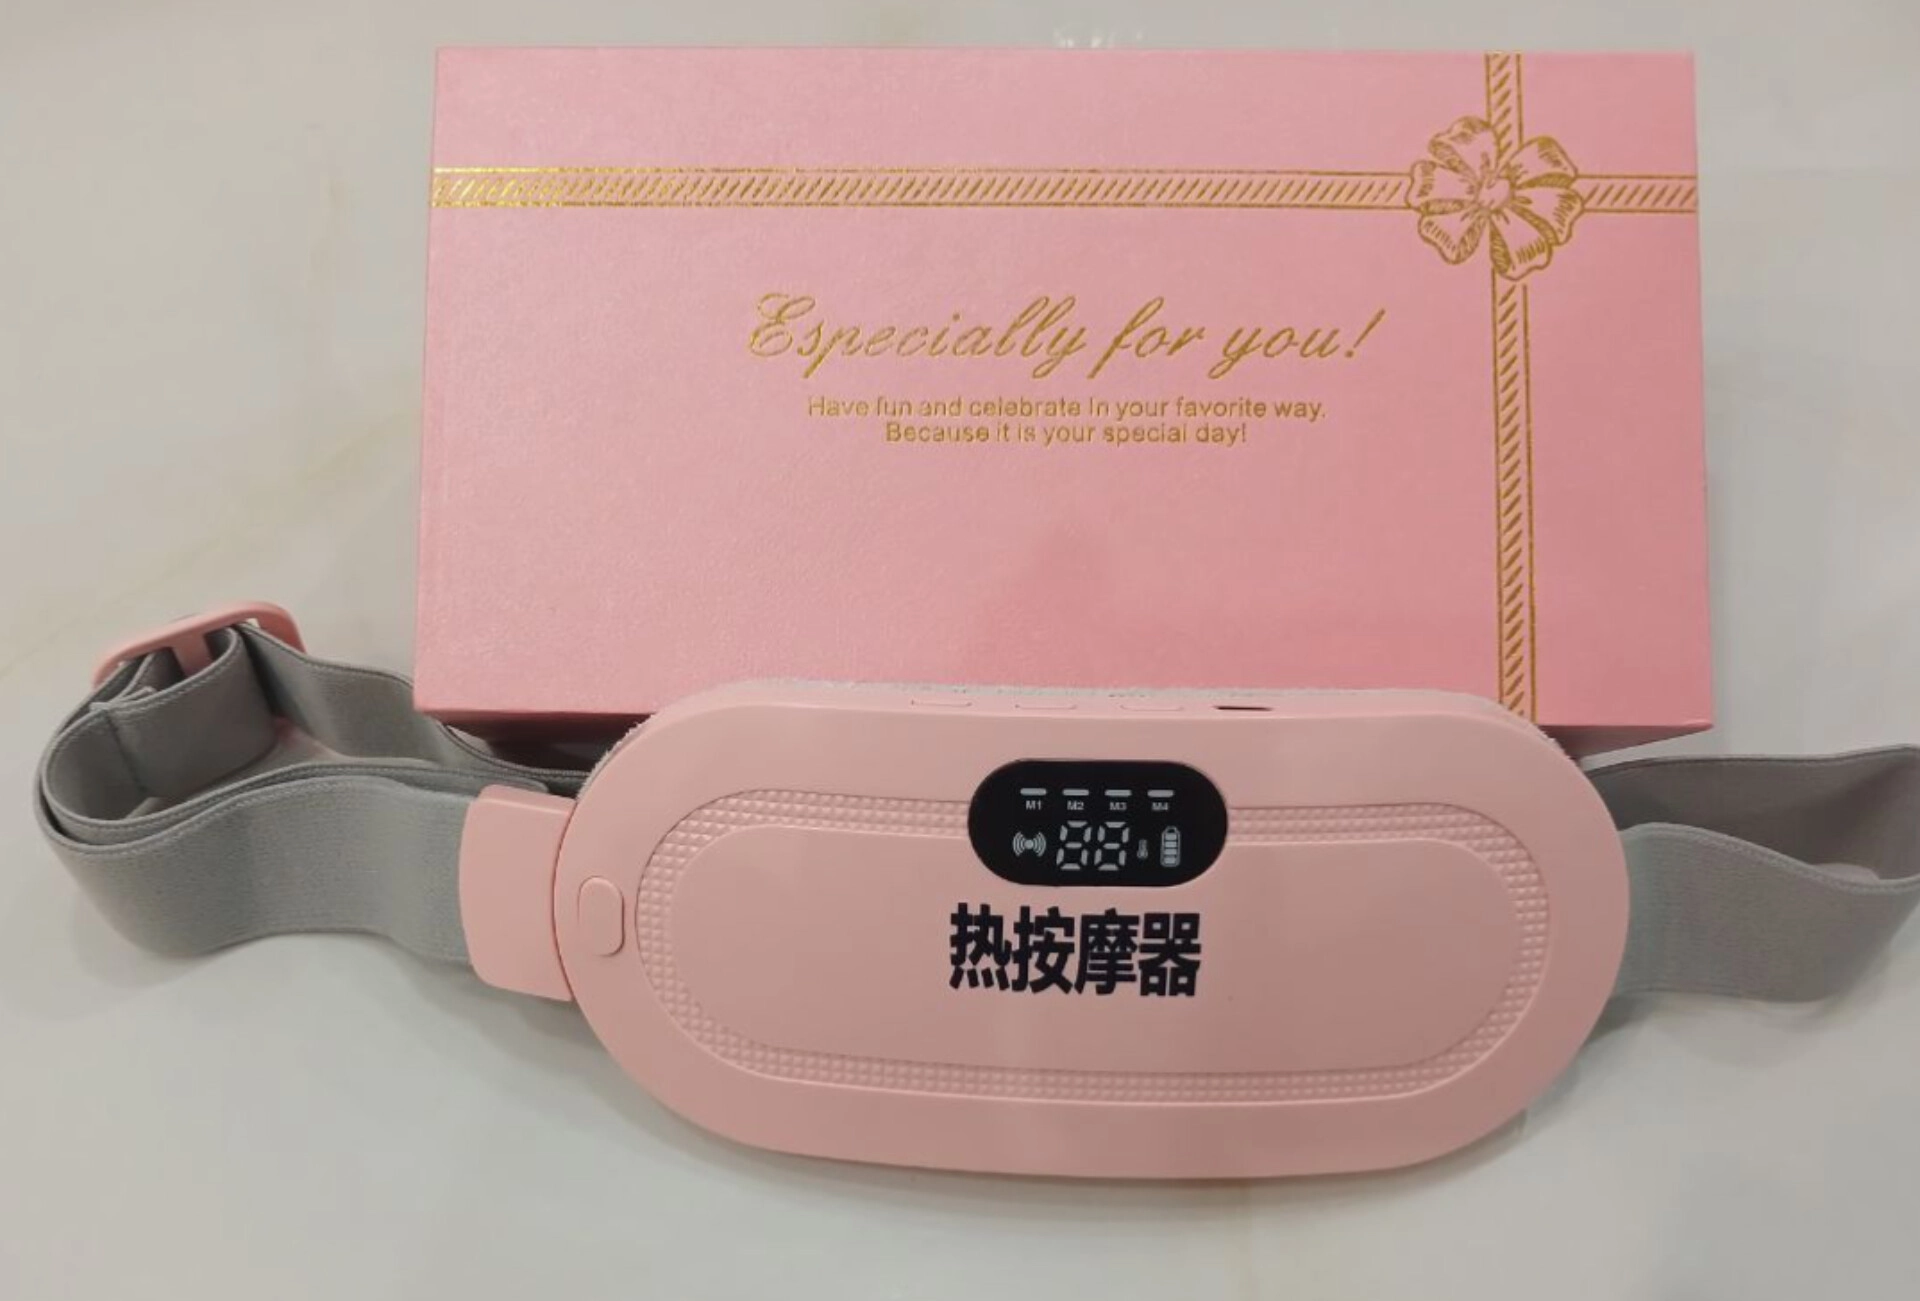 Especially for you!
Have fun and celebrate In your favorite way.
Because it is your special day!
M1 M2 M3 M4
88
热按摩器